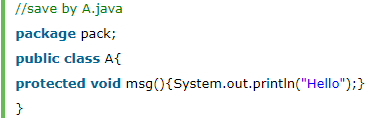 //save by A.java
package pack;
public class A{
protected void msg(){System.out.println("Hello");}
}